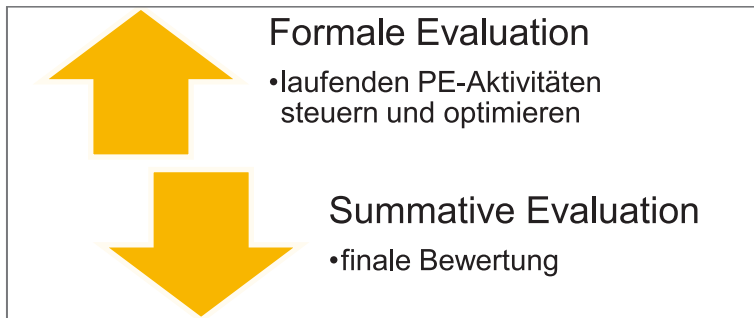 Formale Evaluation
•laufenden PE-Aktivitäten
steuern und optimieren
Summative Evaluation
•finale Bewertung